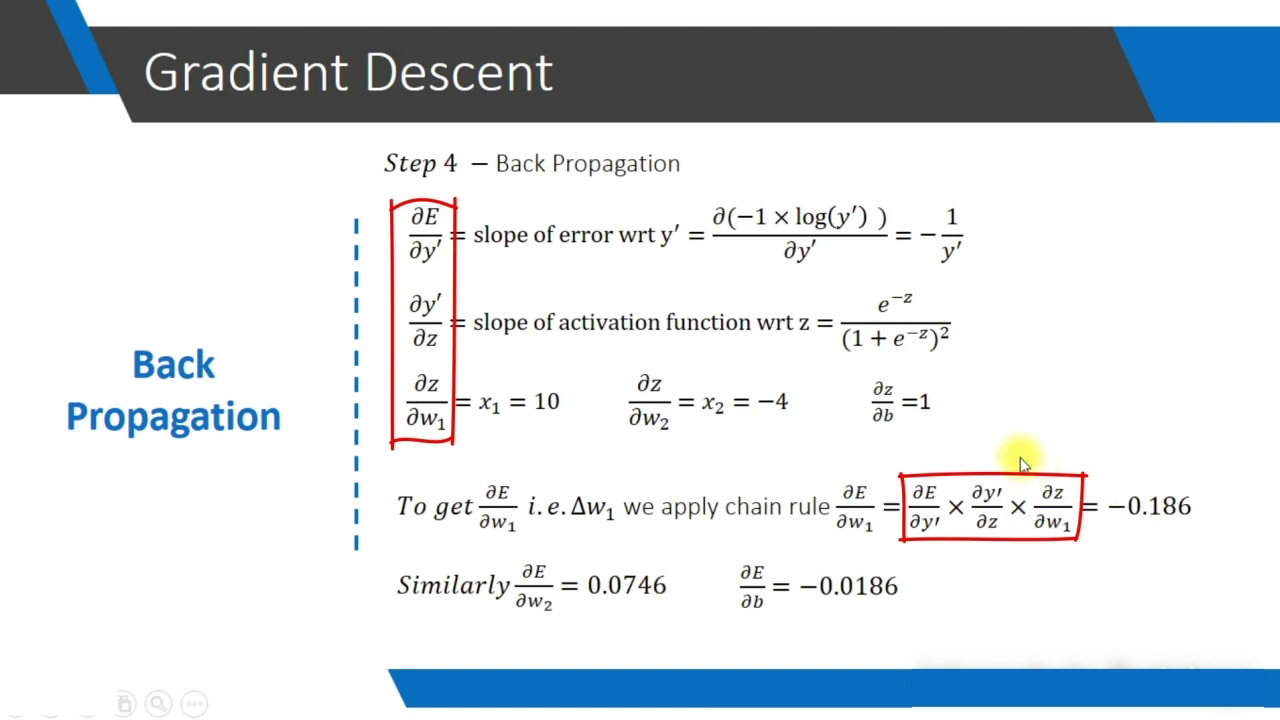 Gradient Descent
Step 4 − Back Propagation
∂E/∂y′ = slope of error wrt y′ = ∂(−1 × log(y′) )/∂y′ = − 1/y′
∂y′/∂z = slope of activation function wrt z = e⁻ᶻ/(1 + e⁻ᶻ)²
∂z/∂w₁ = x₁ = 10 ∂z/∂w₂ = x₂ = −4 ∂z/∂b =1
Back
Propagation
To get ∂E/∂w₁ i.e. Δw₁ we apply chain rule ∂E/∂w₁ = ∂E/∂y′ × ∂y′/∂z × ∂z/∂w₁ = −0.186
Similarly ∂E/∂w₂ = 0.0746 ∂E/∂b = −0.0186